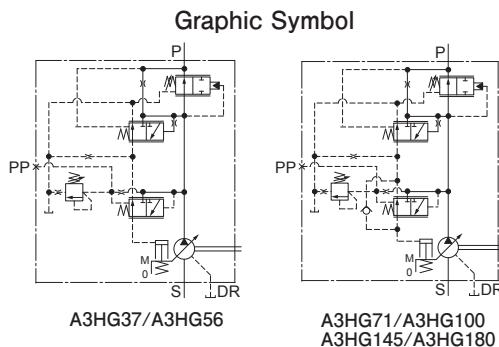 Graphic Symbol
P
PP
M
0
S
DR
A3HG37/A3HG56
P
PP
M
0
S
DR
A3HG71/A3HG100
A3HG145/A3HG180